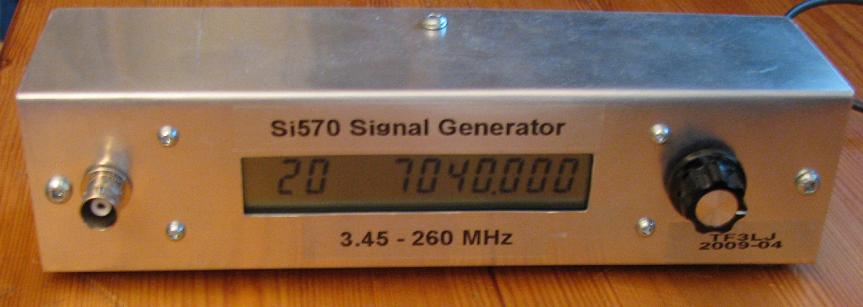 Si570 Signal Generator
20 7040.000
3.45 - 260 MHz
TF3LJ
2009-04